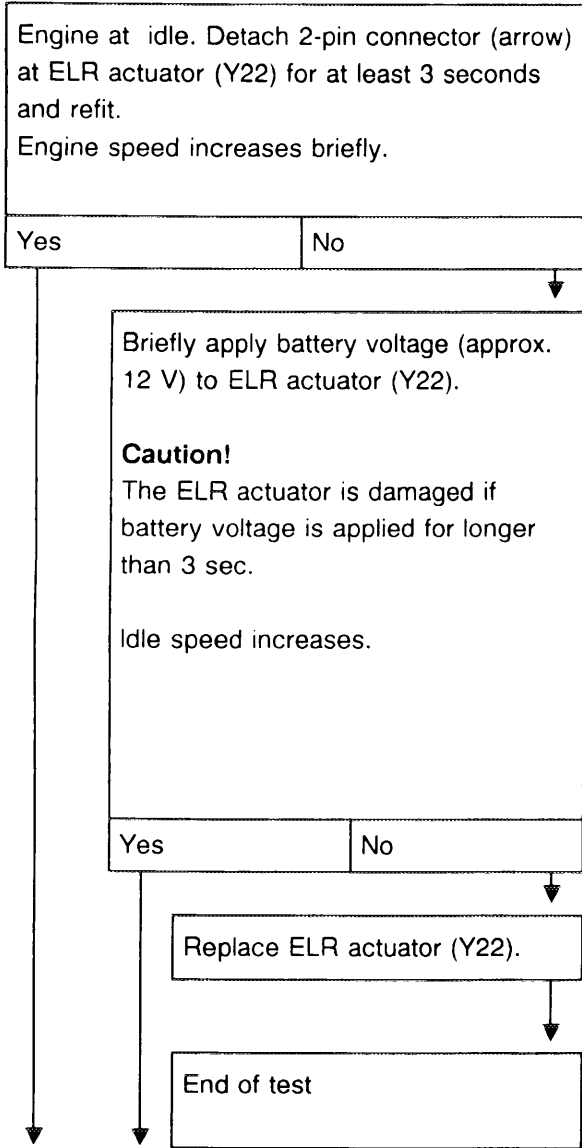 Engine at idle. Detach 2-pin connector (arrow)
at ELR actuator (Y22) for at least 3 seconds
and refit.
Engine speed increases briefly.
Yes
No
Briefly apply battery voltage (approx.
12 V) to ELR actuator (Y22).
Caution!
The ELR actuator is damaged if
battery voltage is applied for longer
than 3 sec.
Idle speed increases.
Yes
No
Replace ELR actuator (Y22).
End of test